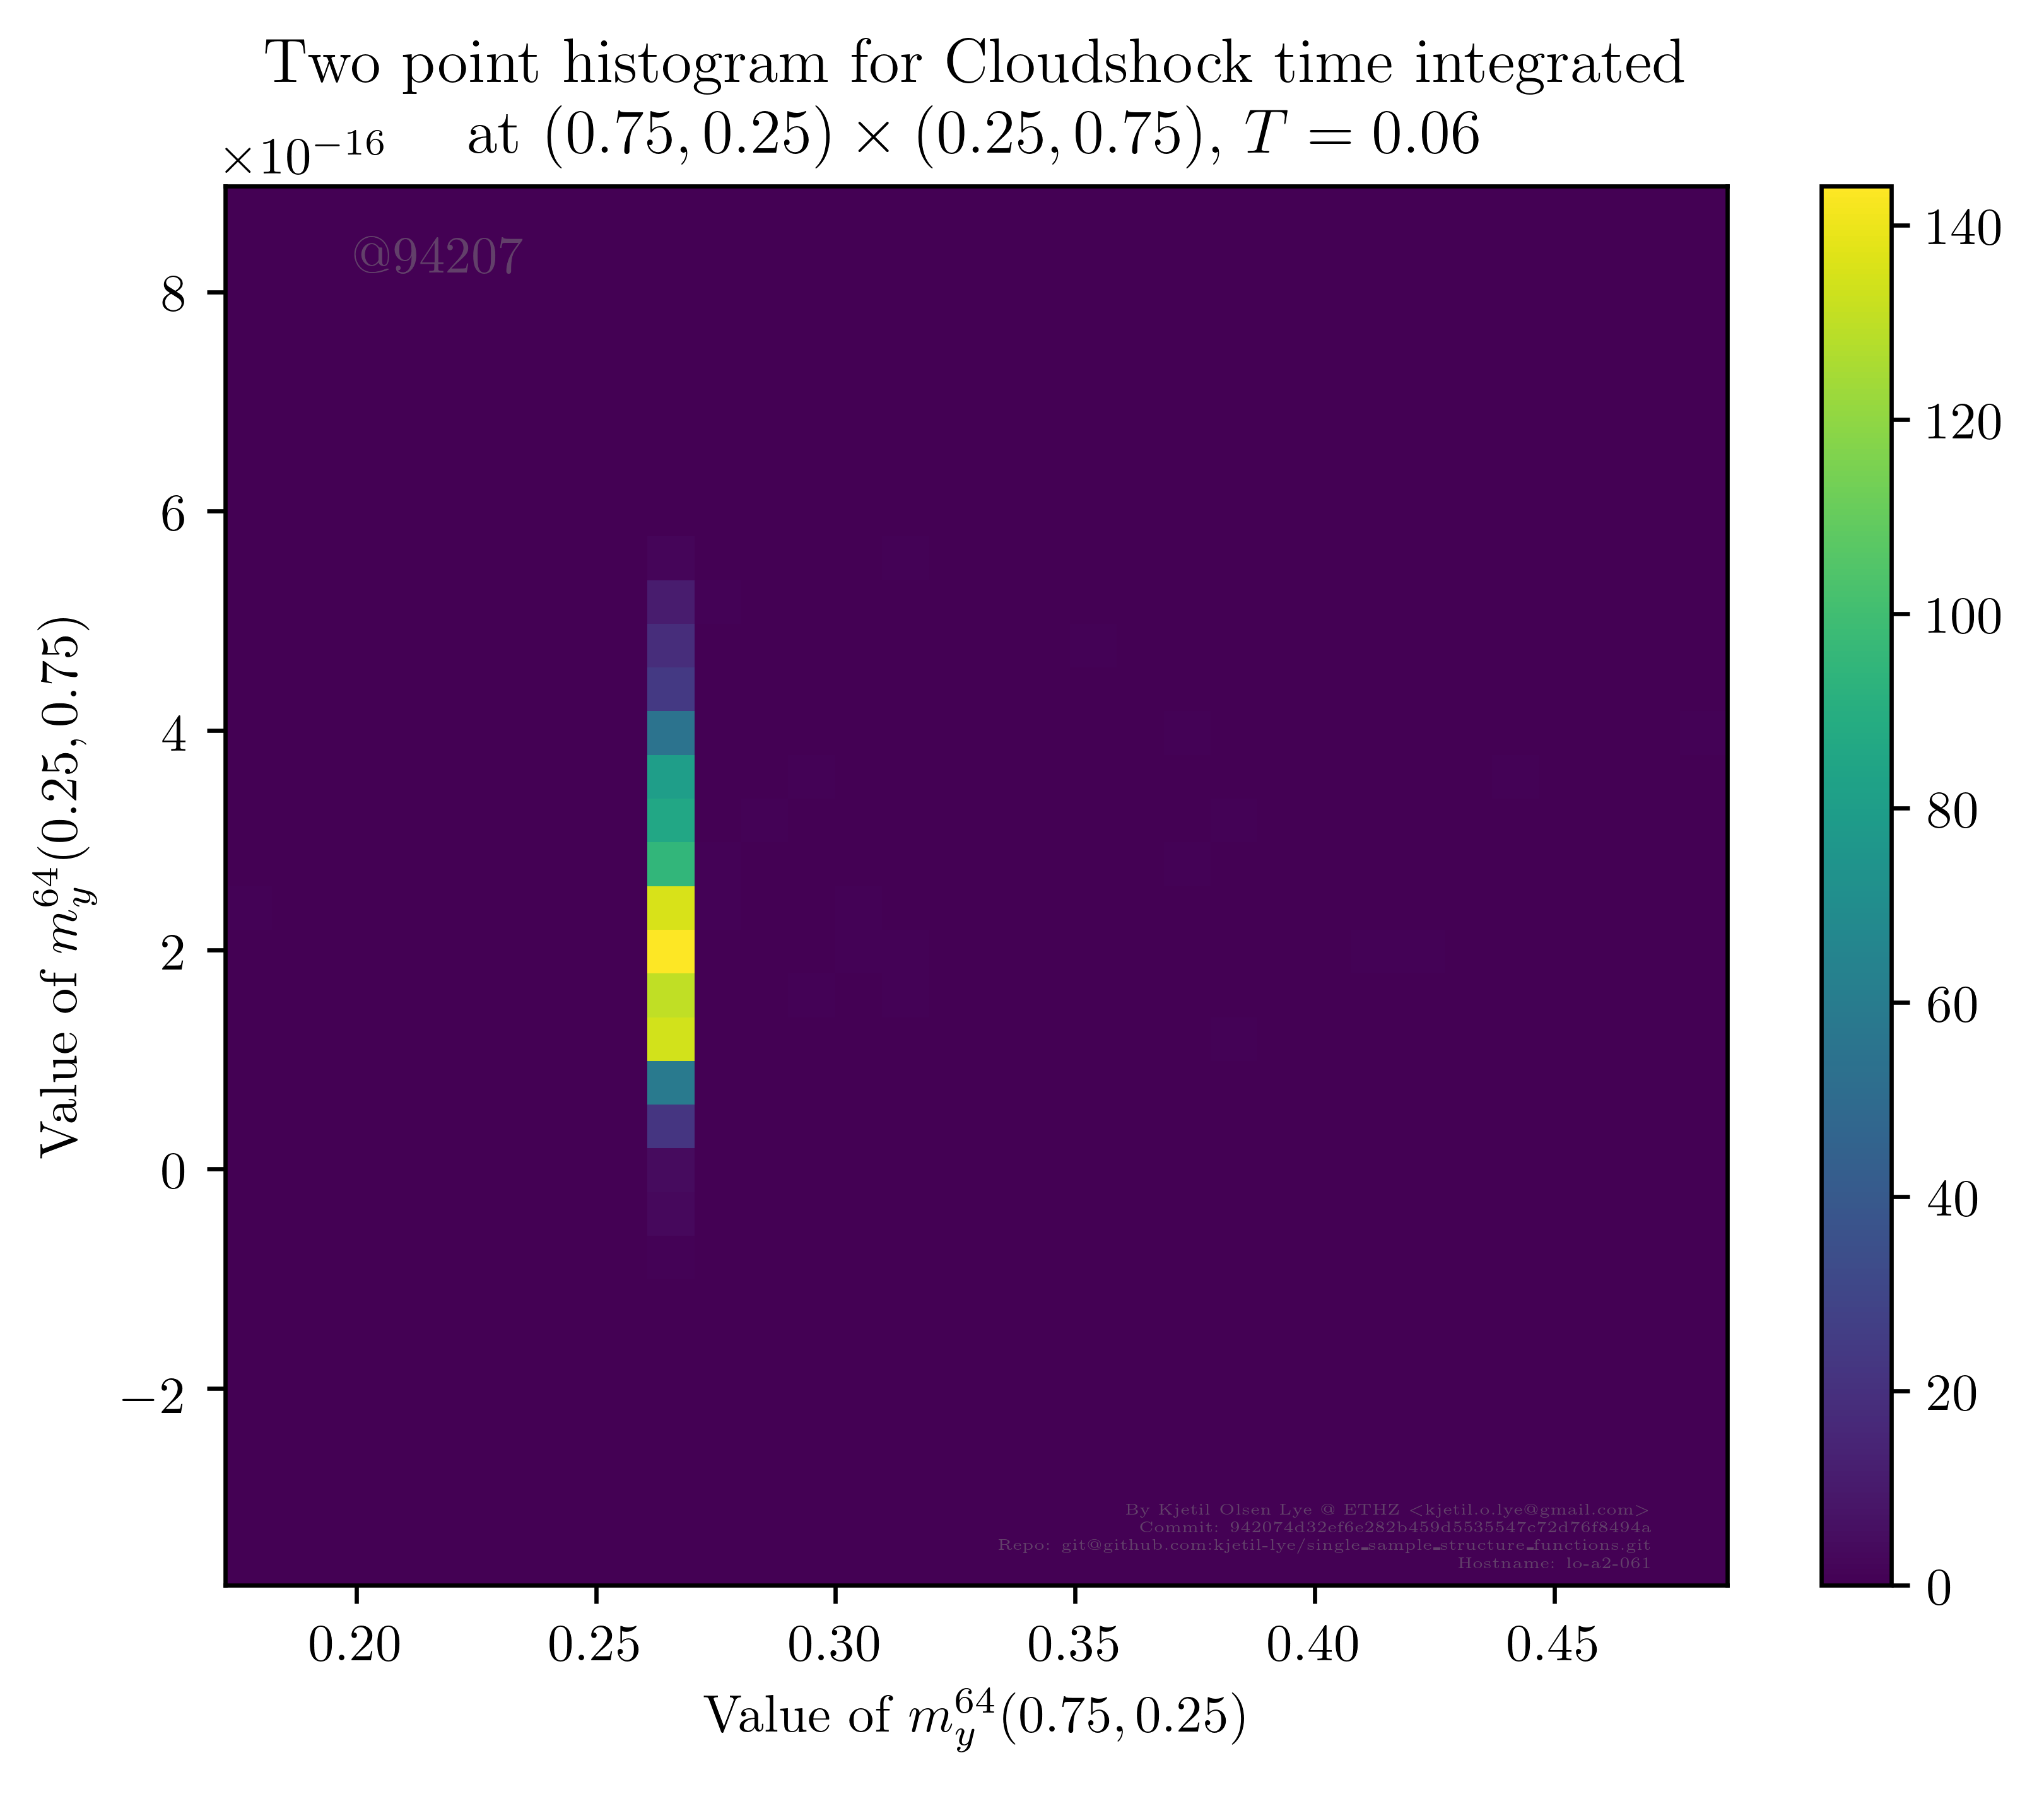 Two point histogram for Cloudshock time integrated
at (0.75, 0.25) × (0.25, 0.75), T = 0.06
×10⁻¹⁶
@94207
8
6
4
2
0
−2
Value of m_y^64(0.25, 0.75)
0.20 0.25 0.30 0.35 0.40 0.45
Value of m_y^64(0.75, 0.25)
140
120
100
80
60
40
20
0
By Kjetil Olsen Lye @ ETHZ <kjetil.o.lye@gmail.com>
Commit: 942074d32ef6e282b459d5535547c72d76f8494a
Repo: git@github.com:kjetil-lye/single_sample_structure_functions.git
Hostname: lo-a2-061